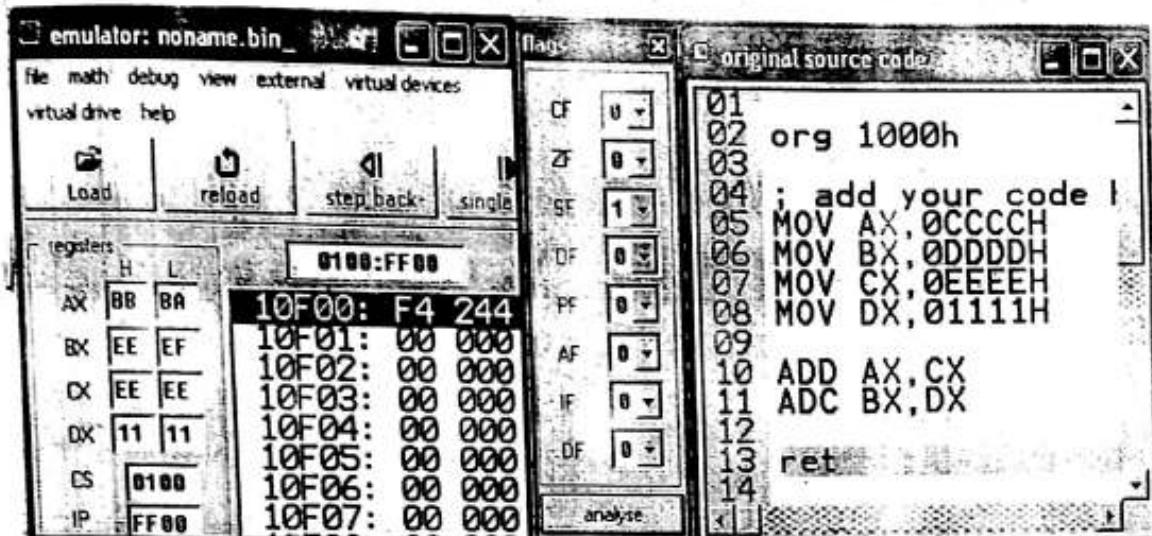 emulator: noname.bin_
file math debug view external virtual devices
virtual drive help
Load reload step back single
registers
H L
0100:FF00
AX BB BA
BX EE EF
CX EE EE
DX 11 11
CS 0100
IP FF00
10F00: F4 244
10F01: 00 000
10F02: 00 000
10F03: 00 000
10F04: 00 000
10F05: 00 000
10F06: 00 000
10F07: 00 000
flags
CF 0
ZF 0
SF 1
OF 0
PF 0
AF 0
IF 0
DF 0
analyse
original source code
01
02 org 1000h
03
04 ; add your code
05 MOV AX,0CCCCH
06 MOV BX,0DDDDH
07 MOV CX,0EEEEH
08 MOV DX,01111H
09
10 ADD AX,CX
11 ADC BX,DX
12
13 ret
14